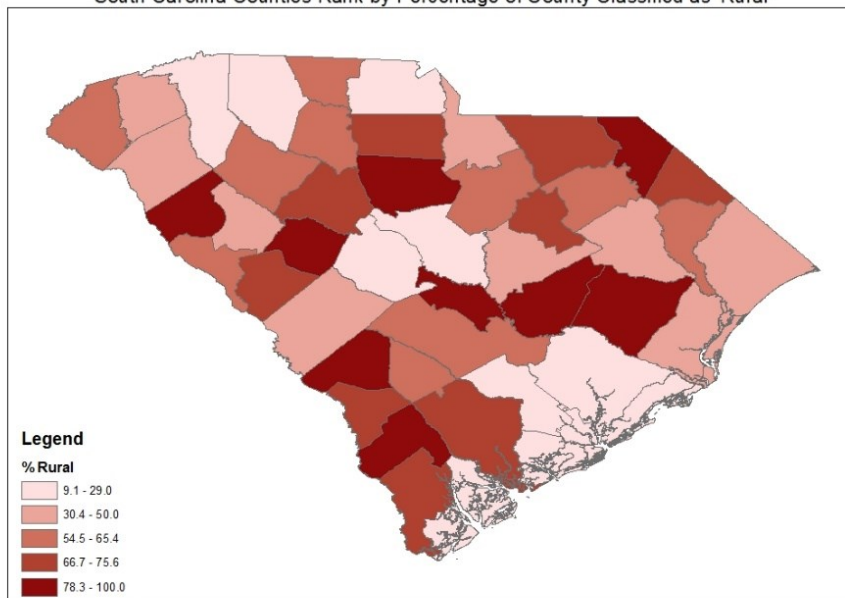 South Carolina Counties Rank by Percentage of County Classified as "Rural"
Legend
% Rural
9.1 - 29.0
30.4 - 50.0
54.5 - 65.4
66.7 - 75.6
78.3 - 100.0